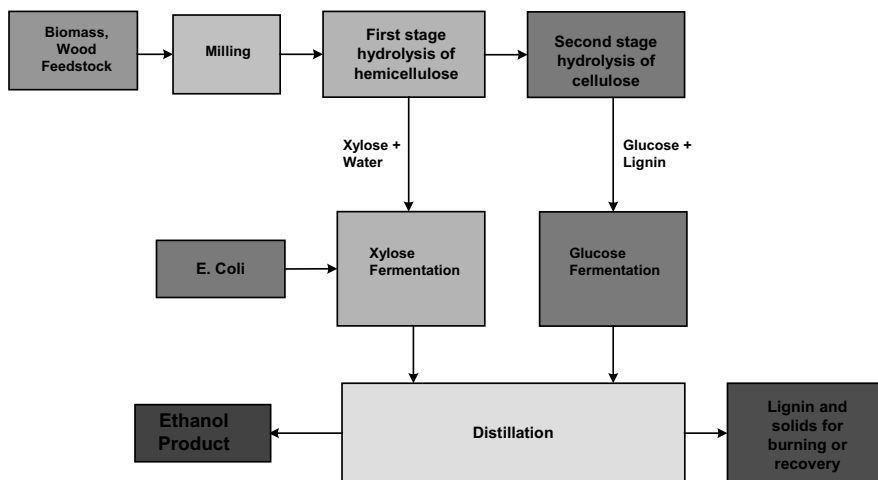 Biomass,
Wood
Feedstock
Milling
First stage
hydrolysis of
hemicellulose
Second stage
hydrolysis of
cellulose
Xylose +
Water
Glucose +
Lignin
E. Coli
Xylose
Fermentation
Glucose
Fermentation
Ethanol
Product
Distillation
Lignin and
solids for
burning or
recovery